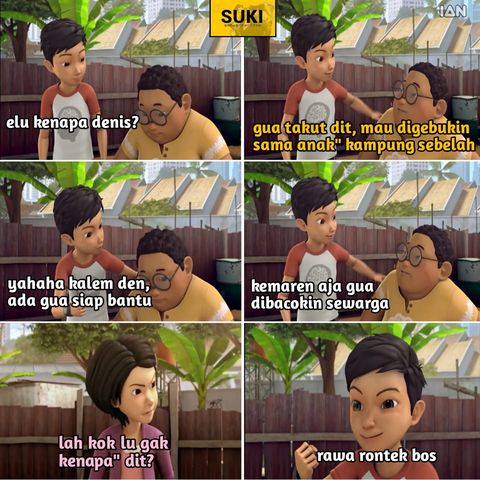 SUKI
IAN
elu kenapa denis?
gua takut dit, mau digebukin
sama anak" kampung sebelah
yahaha kalem den,
ada gua siap bantu
kemaren aja gua
dibacokin sewarga
lah kok lu gak
kenapa" dit?
rawa rontek bos